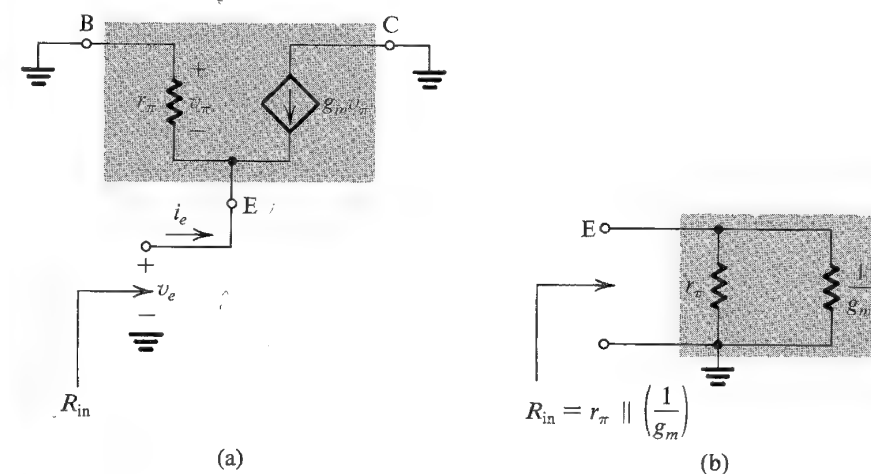 B
C
+
r_π
v_π
g_m v_π
−
E
i_e
+
v_e
−
R_in
(a)
E
r_π
1/g_m
R_in = r_π ∥ (1/g_m)
(b)